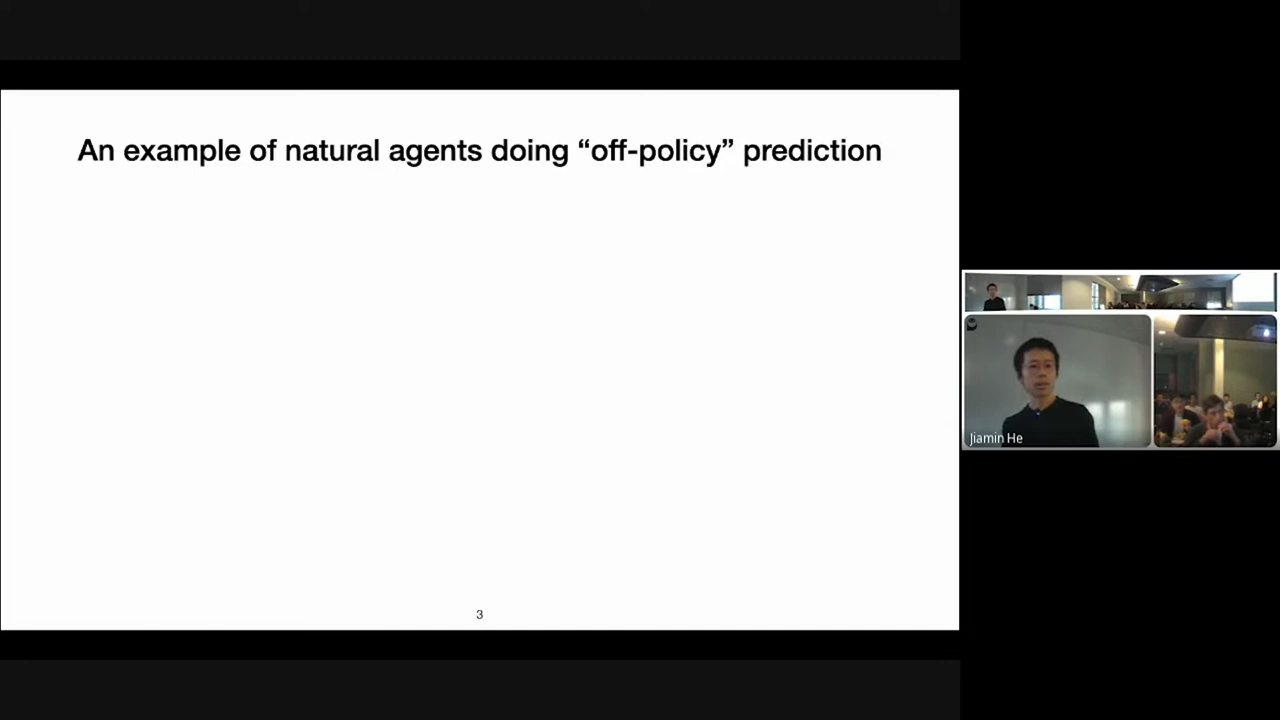 An example of natural agents doing “off-policy” prediction
3
Jiamin He